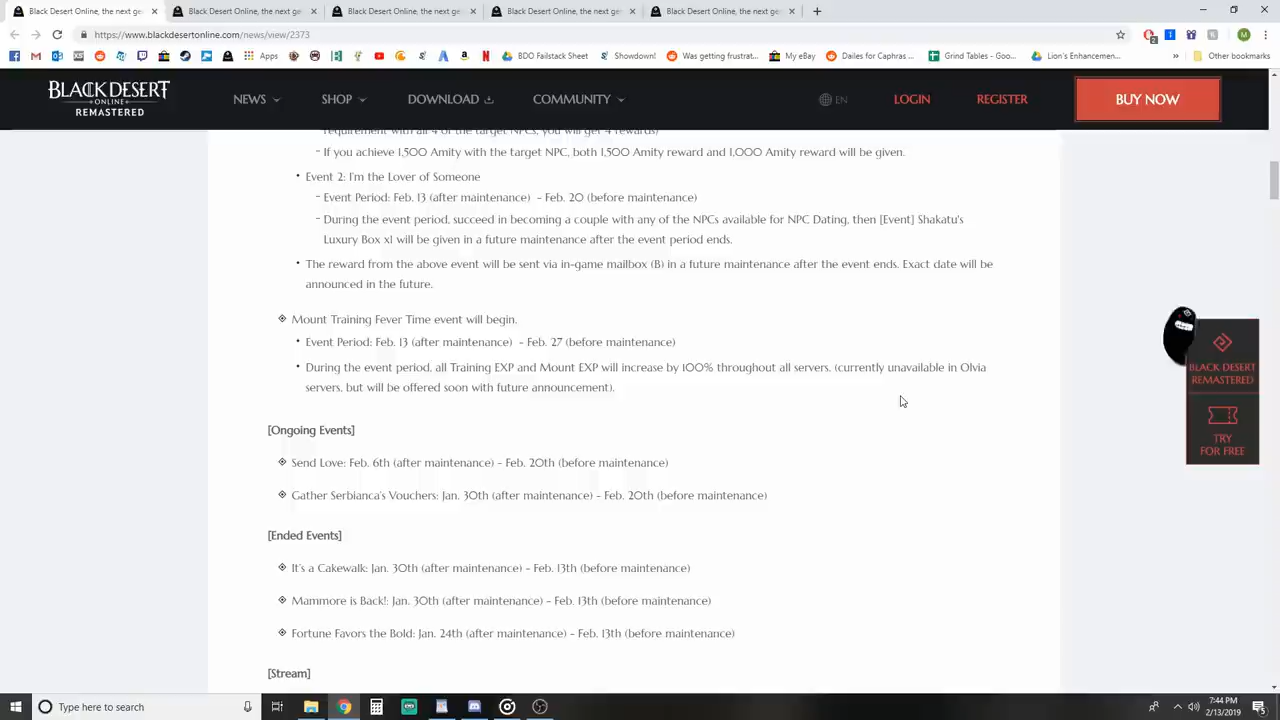 Black Desert Online, the next ge
Black Desert Online, the next ge
Black Desert Online, the next ge
Black Desert Online, the next ge
Black Desert Online, the next ge
https://www.blackdesertonline.com/news/view/2373
Apps
BDO Failstack Sheet
Showdown!
Was getting frustrat...
My eBay
Dailes for Caphras ...
Grind Tables - Goo...
Lion's Enhancemen...
Other bookmarks
BLACK DESERT
ONLINE
REMASTERED
NEWS
SHOP
DOWNLOAD
COMMUNITY
EN
LOGIN
REGISTER
BUY NOW
requirement with all 4 of the target NPCs, you will get 4 rewards)
- If you achieve 1,500 Amity with the target NPC, both 1,500 Amity reward and 1,000 Amity reward will be given.
• Event 2: I'm the Lover of Someone
- Event Period: Feb. 13 (after maintenance) - Feb. 20 (before maintenance)
- During the event period, succeed in becoming a couple with any of the NPCs available for NPC Dating, then [Event] Shakatu's
Luxury Box x1 will be given in a future maintenance after the event period ends.
• The reward from the above event will be sent via in-game mailbox (B) in a future maintenance after the event ends. Exact date will be
announced in the future.
Mount Training Fever Time event will begin.
• Event Period: Feb. 13 (after maintenance) - Feb. 27 (before maintenance)
• During the event period, all Training EXP and Mount EXP will increase by 100% throughout all servers. (currently unavailable in Olvia
servers, but will be offered soon with future announcement).
[Ongoing Events]
Send Love: Feb. 6th (after maintenance) - Feb. 20th (before maintenance)
Gather Serbianca's Vouchers: Jan. 30th (after maintenance) - Feb. 20th (before maintenance)
[Ended Events]
It's a Cakewalk: Jan. 30th (after maintenance) - Feb. 13th (before maintenance)
Mammore is Back!: Jan. 30th (after maintenance) - Feb. 13th (before maintenance)
Fortune Favors the Bold: Jan. 24th (after maintenance) - Feb. 13th (before maintenance)
[Stream]
BLACK DESERT
REMASTERED
TRY
FOR FREE
Type here to search
7:44 PM
2/13/2019